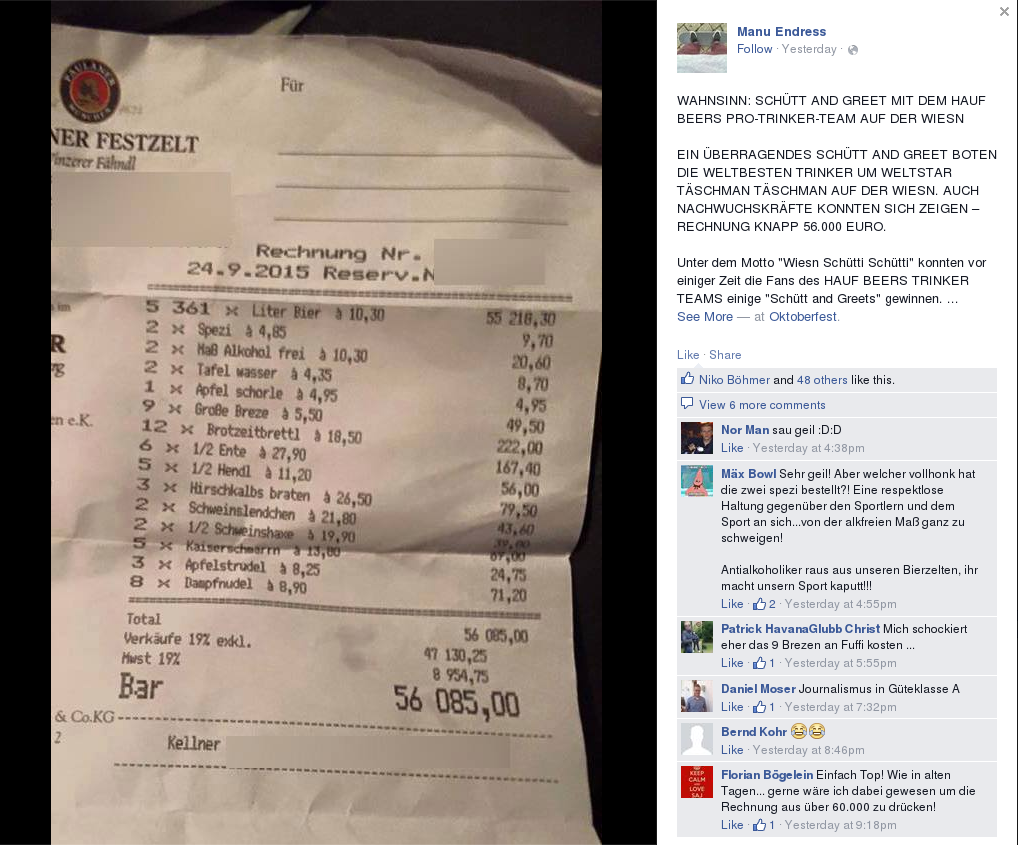 PAULANER
MÜNCHEN
Für
NER FESTZELT
inzerer Fähndl
Rechnung Nr.
24.9.2015 Reserv.N
5 361 x Liter Bier à 10,30 55 218,30
2 x Spezi à 4,85 9,70
2 x Maß Alkohol frei à 10,30 20,60
2 x Tafel wasser à 4,35 8,70
1 x Apfel schorle à 4,95 4,95
9 x Große Breze à 5,50 49,50
12 x Brotzeitbrettl à 18,50 222,00
6 x 1/2 Ente à 27,90 167,40
5 x 1/2 Hendl à 11,20 56,00
3 x Hirschkalbs braten à 26,50 79,50
2 x Schweinslendchen à 21,80 43,60
2 x 1/2 Schweinshaxe à 19,90
5 x Kaiserschmarrn à 13,80
3 x Apfelstrudel à 8,25 24,75
8 x Dampfnudel à 8,90 71,20
Total 56 085,00
Verkäufe 19% exkl. 47 130,25
Mwst 19% 8 954,75
Bar 56 085,00
Kellner
im
R
rg
en e.K.
& Co.KG
2
Manu Endress
Follow · Yesterday ·
WAHNSINN: SCHÜTT AND GREET MIT DEM HAUF
BEERS PRO-TRINKER-TEAM AUF DER WIESN
EIN ÜBERRAGENDES SCHÜTT AND GREET BOTEN
DIE WELTBESTEN TRINKER UM WELTSTAR
TÄSCHMAN TÄSCHMAN AUF DER WIESN. AUCH
NACHWUCHSKRÄFTE KONNTEN SICH ZEIGEN –
RECHNUNG KNAPP 56.000 EURO.
Unter dem Motto "Wiesn Schütti Schütti" konnten vor
einiger Zeit die Fans des HAUF BEERS TRINKER
TEAMS einige "Schütt and Greets" gewinnen. …
See More — at Oktoberfest.
Like · Share
Niko Böhmer and 48 others like this.
View 6 more comments
Nor Man sau geil :D:D
Like · Yesterday at 4:38pm
Mäx Bowl Sehr geil! Aber welcher vollhonk hat
die zwei spezi bestellt?! Eine respektlose
Haltung gegenüber den Sportlern und dem
Sport an sich...von der alkfreien Maß ganz zu
schweigen!
Antialkoholiker raus aus unseren Bierzelten, ihr
macht unsern Sport kaputt!!!
Like · 2 · Yesterday at 4:55pm
Patrick HavanaGlubb Christ Mich schockiert
eher das 9 Brezen an Fuffi kosten ...
Like · 1 · Yesterday at 5:55pm
Daniel Moser Journalismus in Güteklasse A
Like · 1 · Yesterday at 7:32pm
Bernd Kohr 😂😂
Like · Yesterday at 8:46pm
KEEP
CALM
AND
LOVE
SAJ
Florian Bögelein Einfach Top! Wie in alten
Tagen... gerne wäre ich dabei gewesen um die
Rechnung aus über 60.000 zu drücken!
Like · 1 · Yesterday at 9:18pm